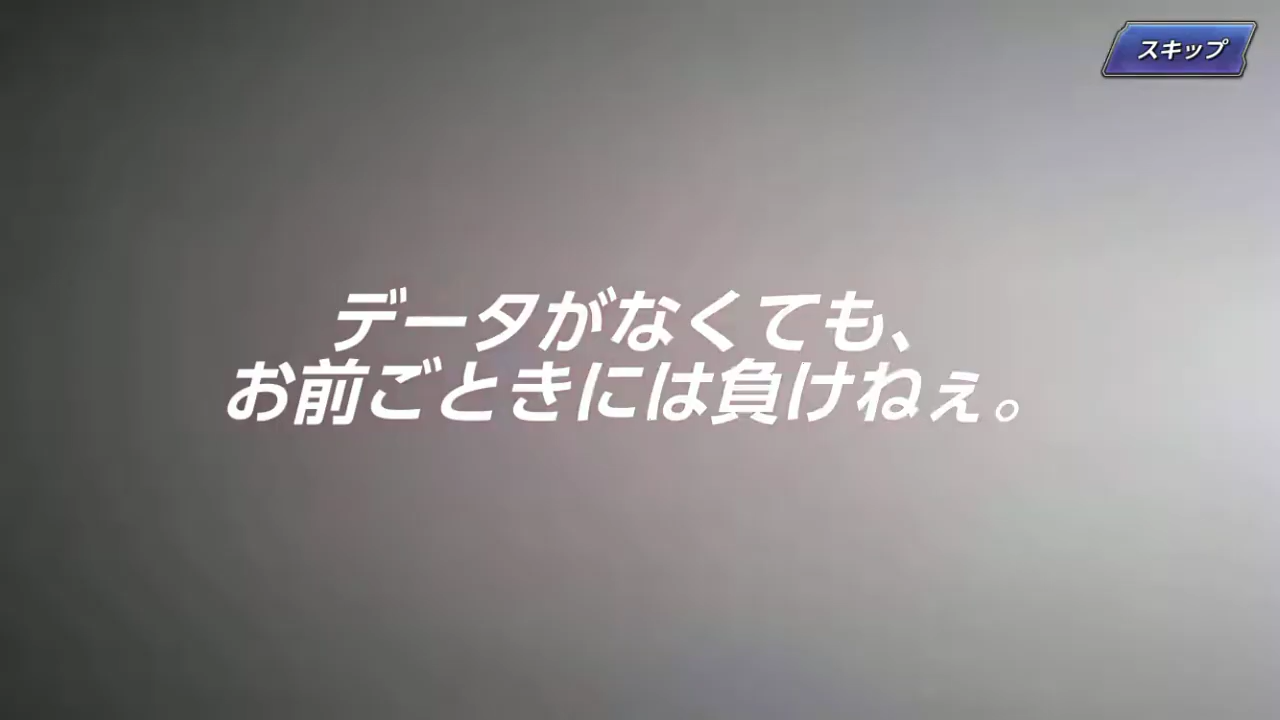 スキップ
データがなくても、
お前ごときには負けねぇ。